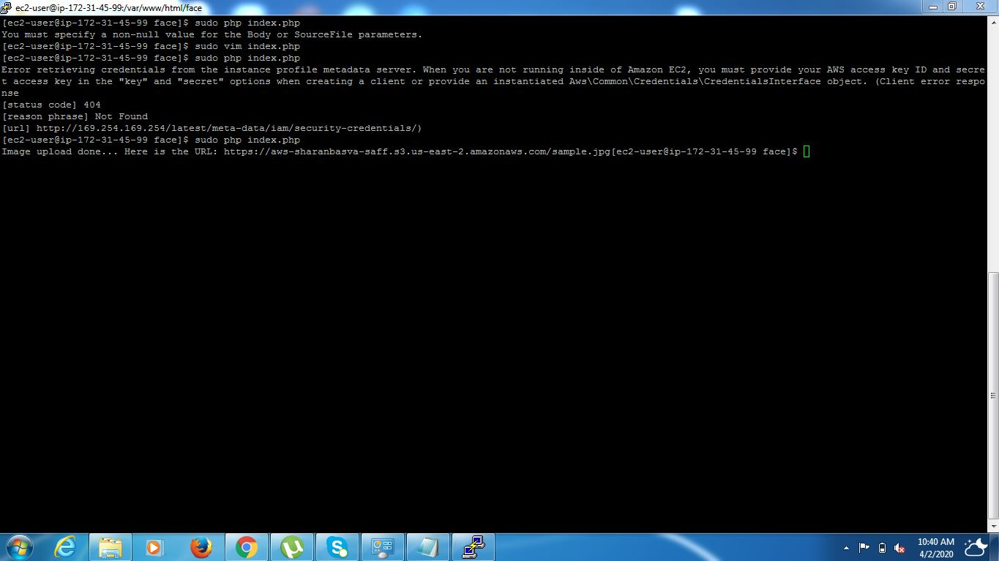 ec2-user@ip-172-31-45-99:/var/www/html/face
[ec2-user@ip-172-31-45-99 face]$ sudo php index.php
You must specify a non-null value for the Body or SourceFile parameters.
[ec2-user@ip-172-31-45-99 face]$ sudo vim index.php
[ec2-user@ip-172-31-45-99 face]$ sudo php index.php
Error retrieving credentials from the instance profile metadata server. When you are not running inside of Amazon EC2, you must provide your AWS access key ID and secre
t access key in the "key" and "secret" options when creating a client or provide an instantiated Aws\Common\Credentials\CredentialsInterface object. (Client error respo
nse
[status code] 404
[reason phrase] Not Found
[url] http://169.254.169.254/latest/meta-data/iam/security-credentials/)
[ec2-user@ip-172-31-45-99 face]$ sudo php index.php
Image upload done... Here is the URL: https://aws-sharanbasva-saff.s3.us-east-2.amazonaws.com/sample.jpg[ec2-user@ip-172-31-45-99 face]$
10:40 AM
4/2/2020